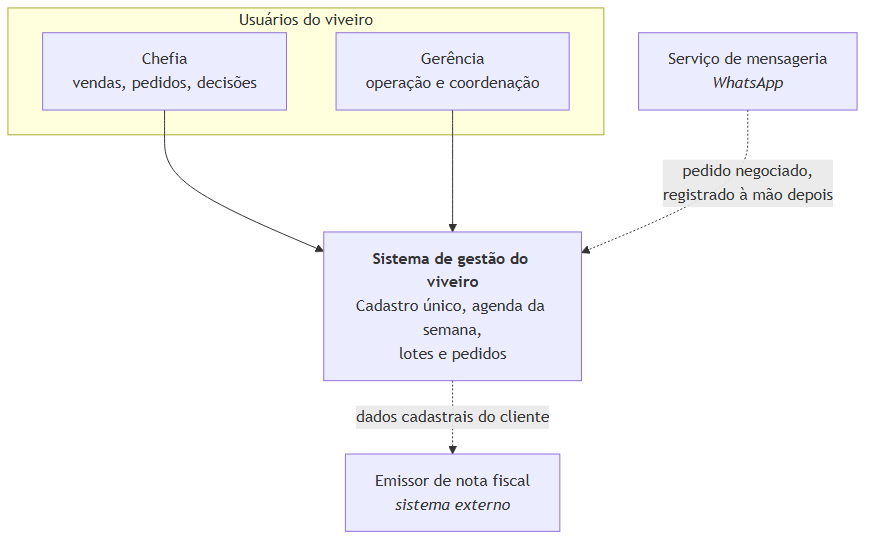 Usuários do viveiro
Chefia
vendas, pedidos, decisões
Gerência
operação e coordenação
Serviço de mensageria
WhatsApp
pedido negociado,
registrado à mão depois
Sistema de gestão do
viveiro
Cadastro único, agenda da
semana,
lotes e pedidos
dados cadastrais do cliente
Emissor de nota fiscal
sistema externo